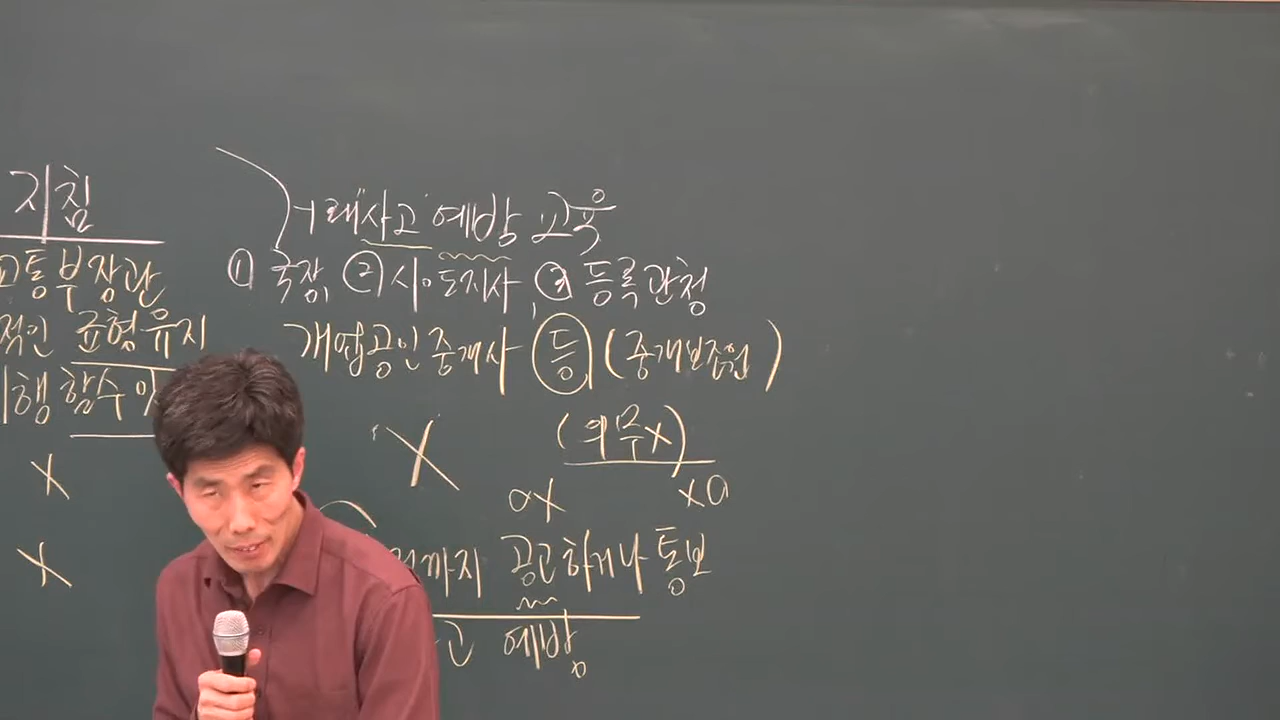 지침
교통부장관
적인 균형유지
이행 할수있
X
X
거래"사고"예방 교육
① 국장, ② 시·도지사, ③ 등록관청
개업공인중개사 등 (중개보조원)
X (의무X)
OX XO
까지 공고하거나 통보
고 예방